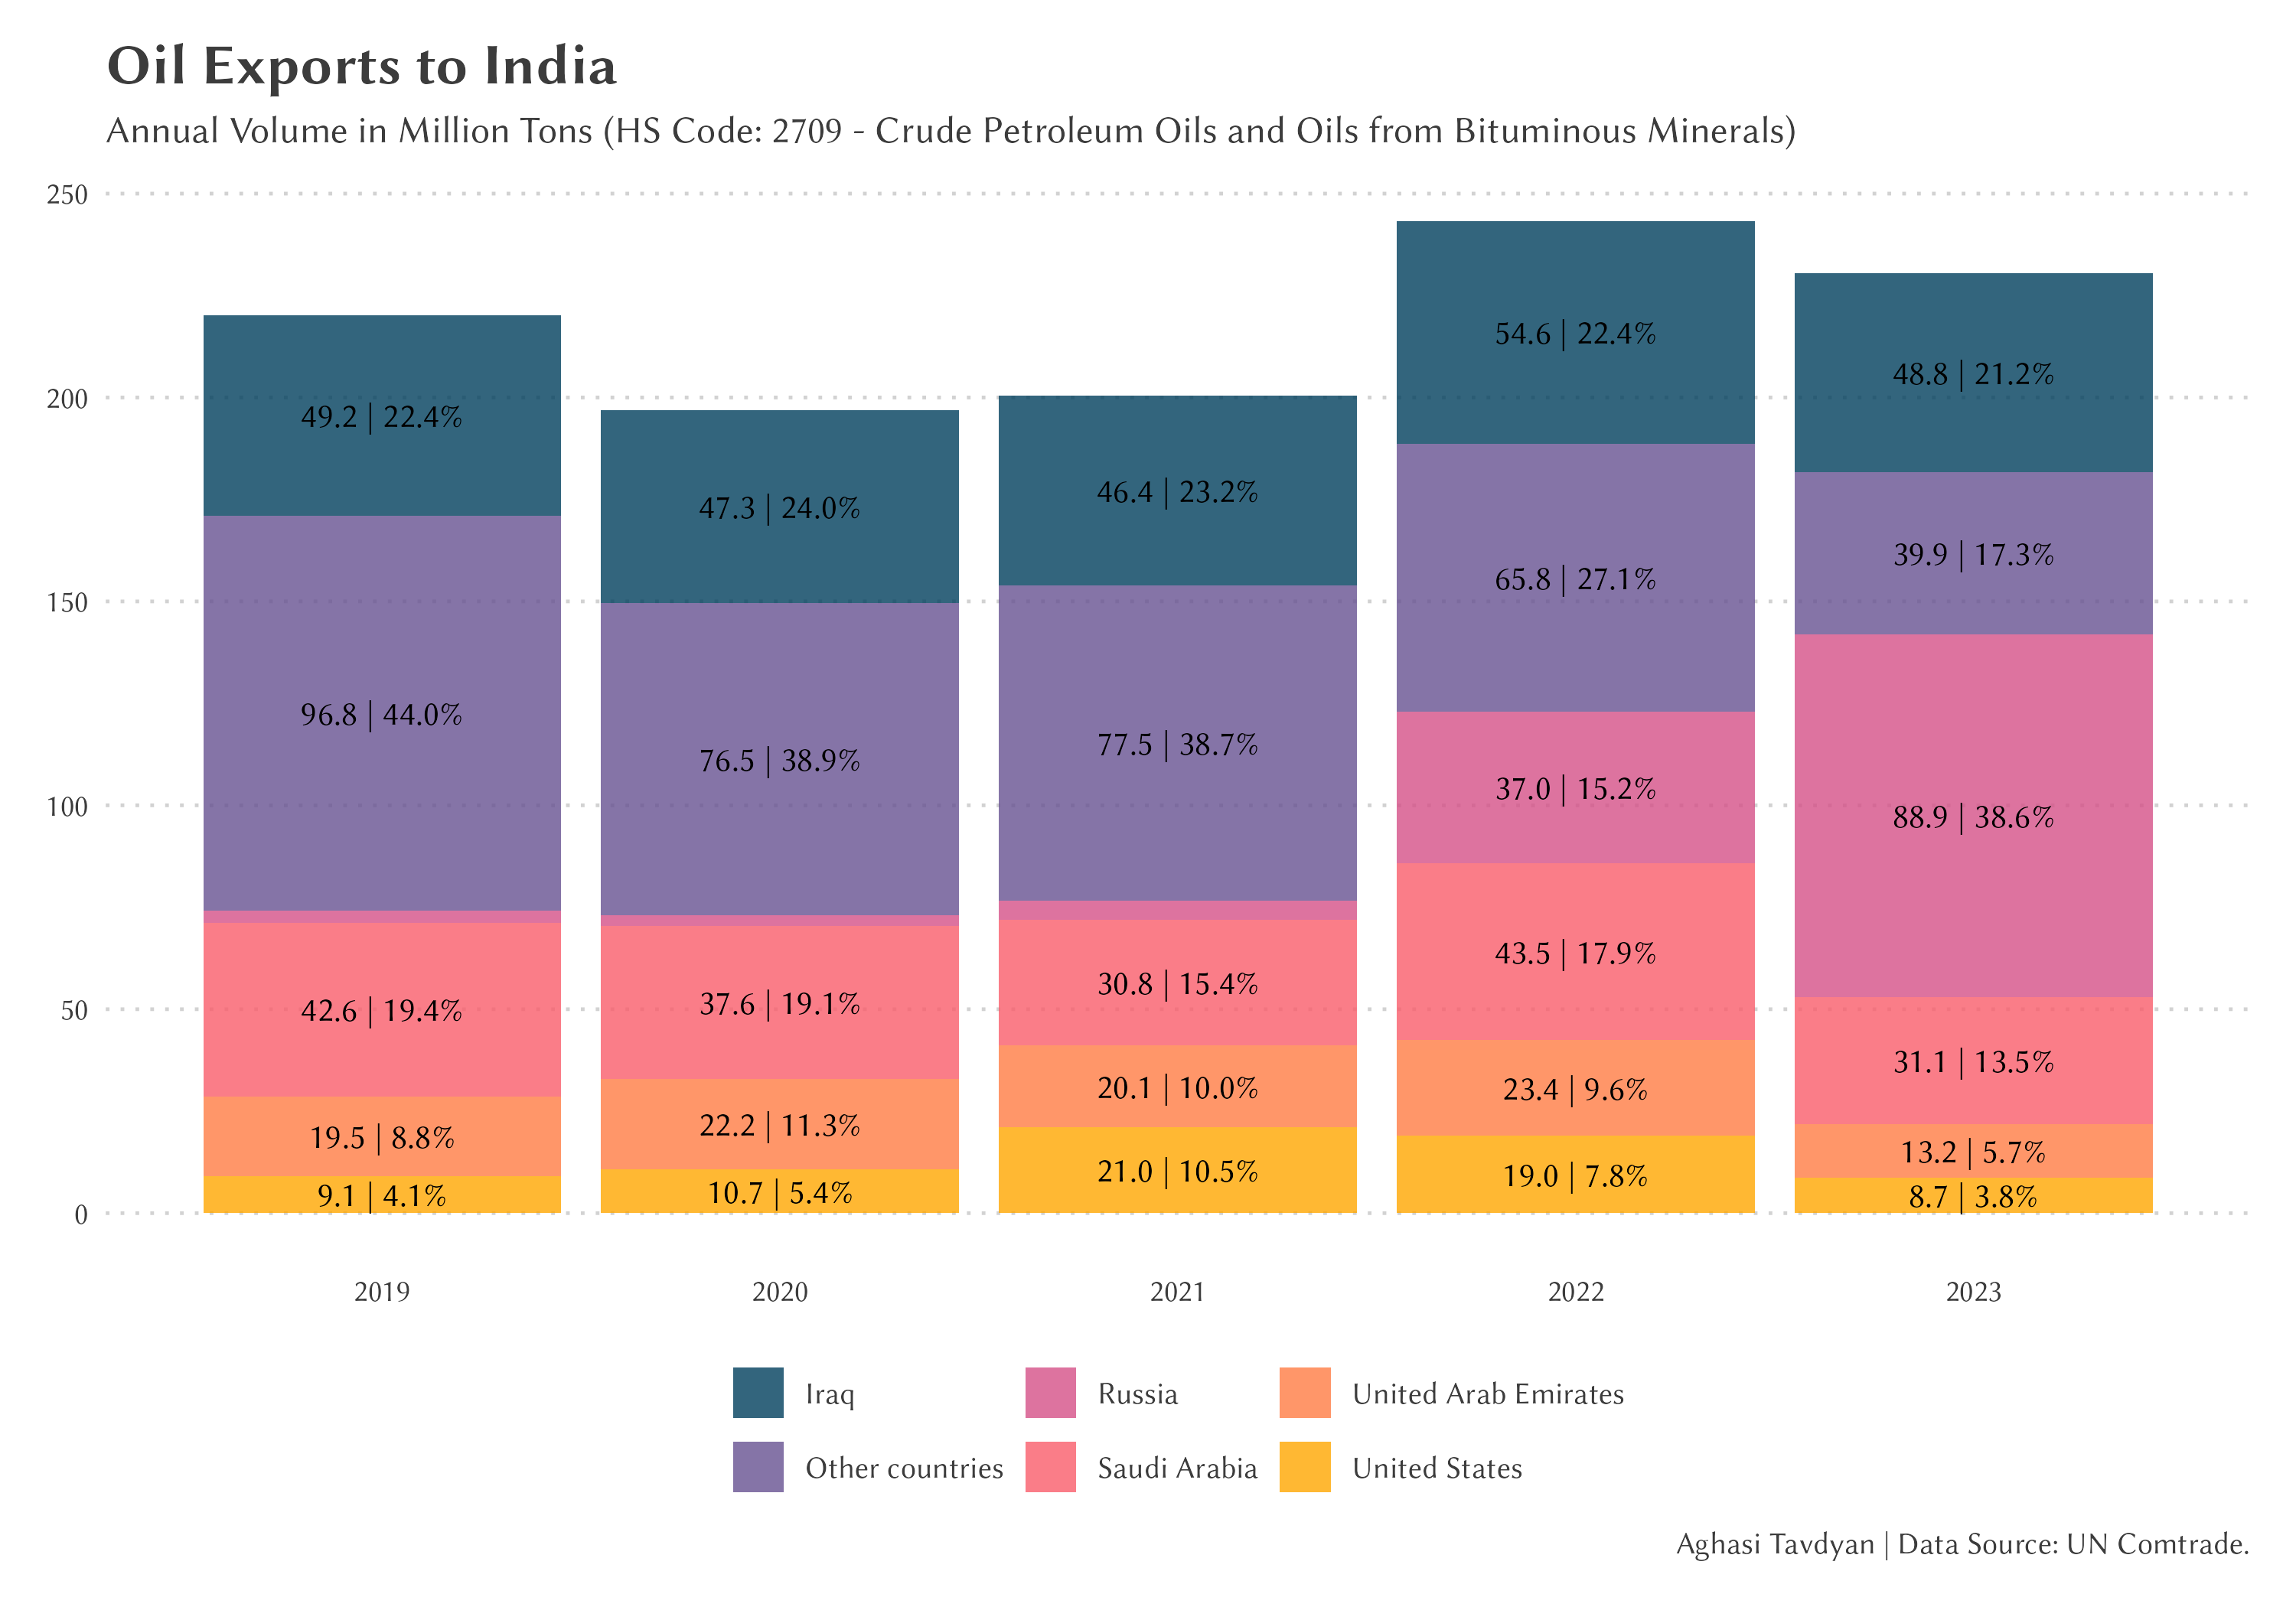 Oil Exports to India
Annual Volume in Million Tons (HS Code: 2709 - Crude Petroleum Oils and Oils from Bituminous Minerals)
250
200
150
100
50
0
49.2 | 22.4%
96.8 | 44.0%
42.6 | 19.4%
19.5 | 8.8%
9.1 | 4.1%
47.3 | 24.0%
76.5 | 38.9%
37.6 | 19.1%
22.2 | 11.3%
10.7 | 5.4%
46.4 | 23.2%
77.5 | 38.7%
30.8 | 15.4%
20.1 | 10.0%
21.0 | 10.5%
54.6 | 22.4%
65.8 | 27.1%
37.0 | 15.2%
43.5 | 17.9%
23.4 | 9.6%
19.0 | 7.8%
48.8 | 21.2%
39.9 | 17.3%
88.9 | 38.6%
31.1 | 13.5%
13.2 | 5.7%
8.7 | 3.8%
2019
2020
2021
2022
2023
Iraq
Russia
United Arab Emirates
Other countries
Saudi Arabia
United States
Aghasi Tavdyan | Data Source: UN Comtrade.